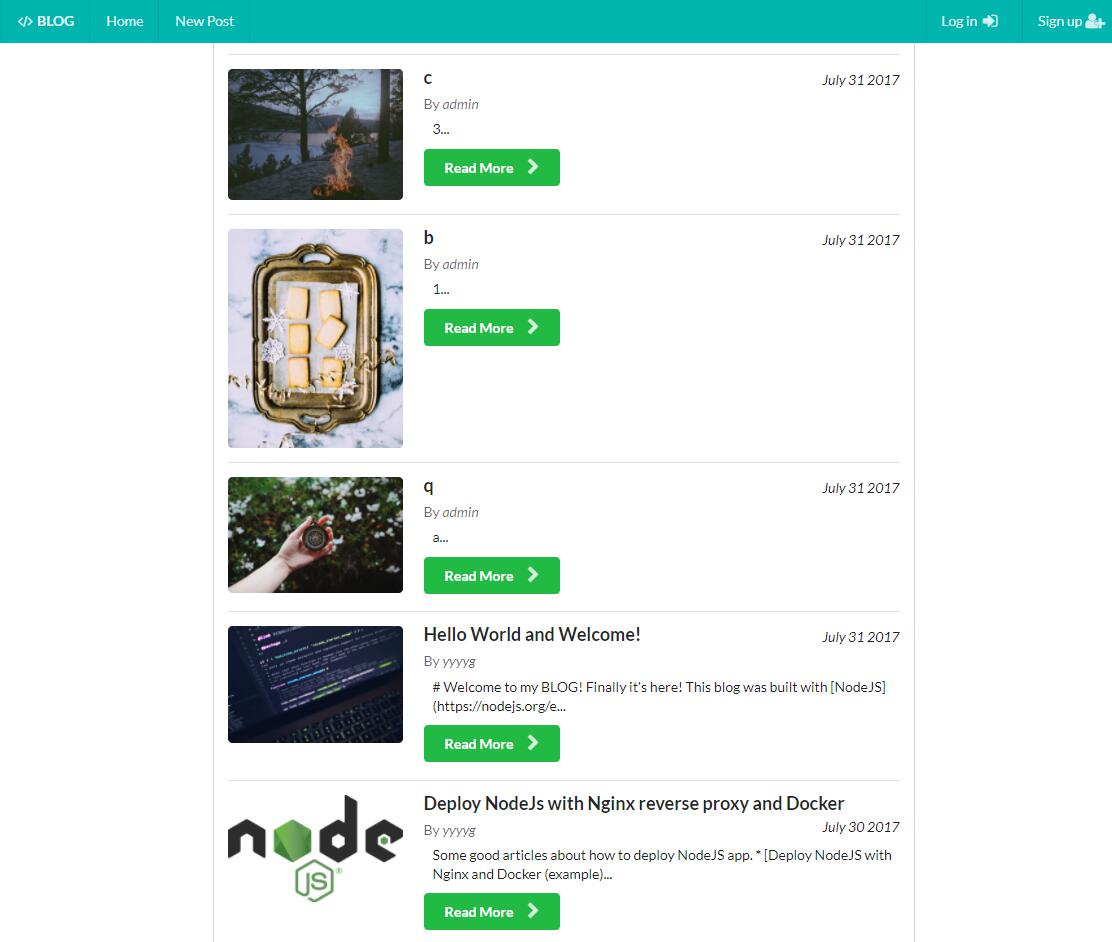 </> BLOG Home New Post Log in Sign up
c July 31 2017
By admin
3...
Read More
b July 31 2017
By admin
1...
Read More
q July 31 2017
By admin
a...
Read More
Hello World and Welcome! July 31 2017
By yyyyg
# Welcome to my BLOG! Finally it's here! This blog was built with [NodeJS]
(https://nodejs.org/e...
Read More
node
JS®
Deploy NodeJs with Nginx reverse proxy and Docker
By yyyyg July 30 2017
Some good articles about how to deploy NodeJS app. * [Deploy NodeJS with
Nginx and Docker (example)...
Read More